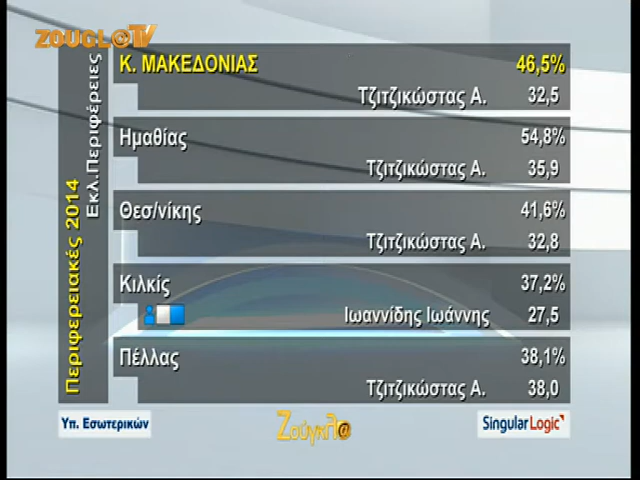 ZOUGL@TV
Περιφερειακές 2014
Εκλ.Περιφέρειες
Κ. ΜΑΚΕΔΟΝΙΑΣ 46,5%
Τζιτζικώστας Α. 32,5
Ημαθίας 54,8%
Τζιτζικώστας Α. 35,9
Θεσ/νίκης 41,6%
Τζιτζικώστας Α. 32,8
Κιλκίς 37,2%
Ιωαννίδης Ιωάννης 27,5
Πέλλας 38,1%
Τζιτζικώστας Α. 38,0
Υπ. Εσωτερικών
Ζούγκλ@
SingularLogic